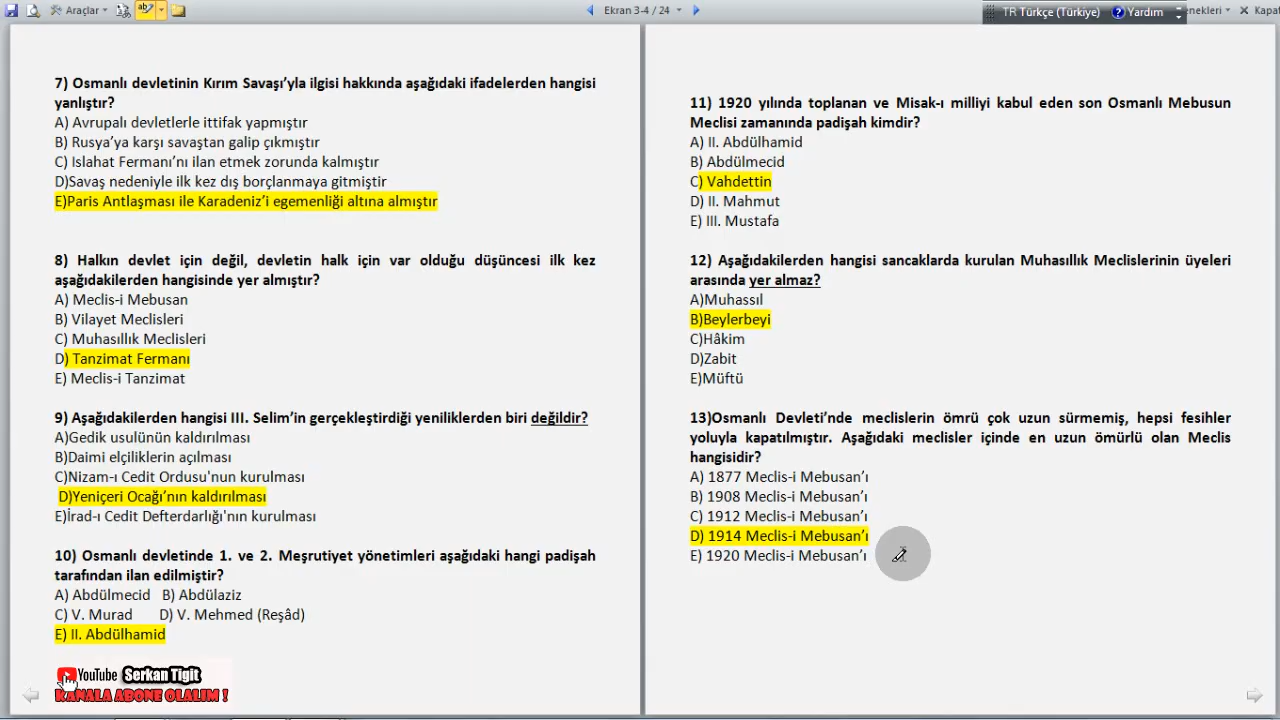 Araçlar
Ekran 3-4 / 24
TR Türkçe (Türkiye)
Yardım
enekleri
Kapat
7) Osmanlı devletinin Kırım Savaşı’yla ilgisi hakkında aşağıdaki ifadelerden hangisi
yanlıştır?
A) Avrupalı devletlerle ittifak yapmıştır
B) Rusya’ya karşı savaştan galip çıkmıştır
C) Islahat Fermanı’nı ilan etmek zorunda kalmıştır
D)Savaş nedeniyle ilk kez dış borçlanmaya gitmiştir
E)Paris Antlaşması ile Karadeniz’i egemenliği altına almıştır
8) Halkın devlet için değil, devletin halk için var olduğu düşüncesi ilk kez
aşağıdakilerden hangisinde yer almıştır?
A) Meclis-i Mebusan
B) Vilayet Meclisleri
C) Muhasıllık Meclisleri
D) Tanzimat Fermanı
E) Meclis-i Tanzimat
9) Aşağıdakilerden hangisi III. Selim’in gerçekleştirdiği yeniliklerden biri değildir?
A)Gedik usulünün kaldırılması
B)Daimi elçiliklerin açılması
C)Nizam-ı Cedit Ordusu'nun kurulması
D)Yeniçeri Ocağı’nın kaldırılması
E)İrad-ı Cedit Defterdarlığı'nın kurulması
10) Osmanlı devletinde 1. ve 2. Meşrutiyet yönetimleri aşağıdaki hangi padişah
tarafından ilan edilmiştir?
A) Abdülmecid B) Abdülaziz
C) V. Murad D) V. Mehmed (Reşâd)
E) II. Abdülhamid
YouTube Serkan Tigit
KANALA ABONE OLALIM !
11) 1920 yılında toplanan ve Misak-ı milliyi kabul eden son Osmanlı Mebusun
Meclisi zamanında padişah kimdir?
A) II. Abdülhamid
B) Abdülmecid
C) Vahdettin
D) II. Mahmut
E) III. Mustafa
12) Aşağıdakilerden hangisi sancaklarda kurulan Muhasıllık Meclislerinin üyeleri
arasında yer almaz?
A)Muhassıl
B)Beylerbeyi
C)Hâkim
D)Zabit
E)Müftü
13)Osmanlı Devleti’nde meclislerin ömrü çok uzun sürmemiş, hepsi fesihler
yoluyla kapatılmıştır. Aşağıdaki meclisler içinde en uzun ömürlü olan Meclis
hangisidir?
A) 1877 Meclis-i Mebusan’ı
B) 1908 Meclis-i Mebusan’ı
C) 1912 Meclis-i Mebusan’ı
D) 1914 Meclis-i Mebusan’ı
E) 1920 Meclis-i Mebusan’ı